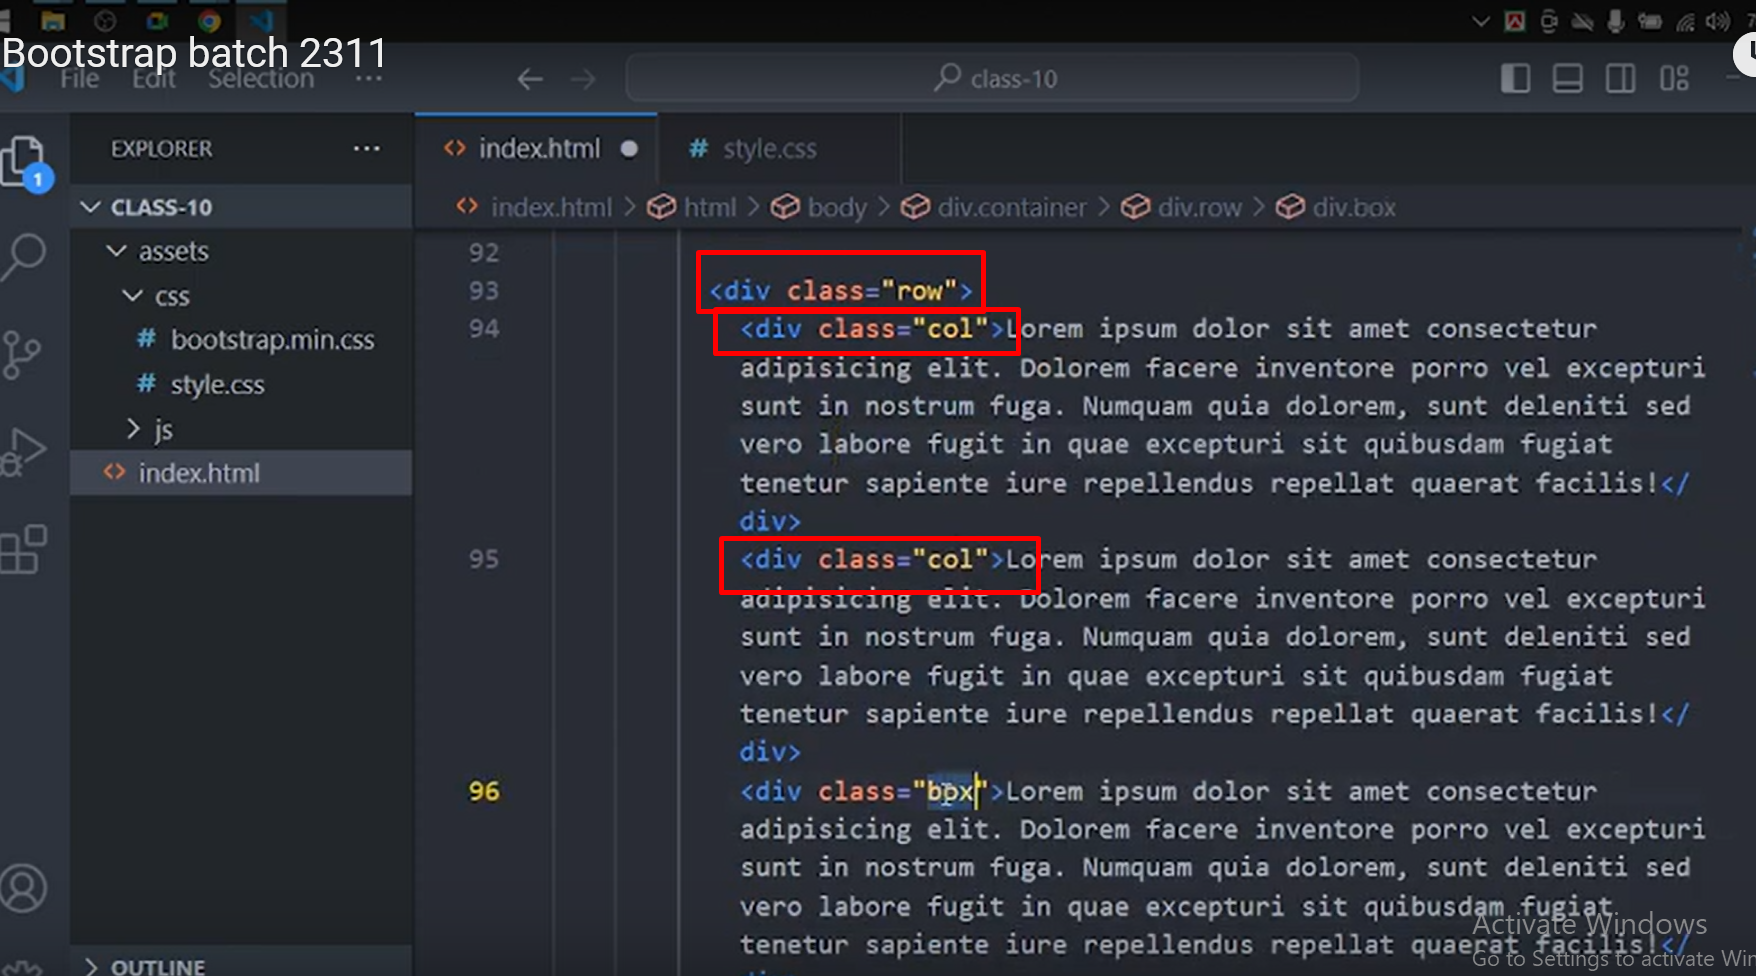 Bootstrap batch 2311
File Edit Selection ···
class-10
EXPLORER ···
CLASS-10
assets
css
# bootstrap.min.css
# style.css
js
<> index.html
OUTLINE
1
<> index.html ● # style.css
<> index.html > html > body > div.container > div.row > div.box
92
93 <div class="row">
94 <div class="col">Lorem ipsum dolor sit amet consectetur
adipisicing elit. Dolorem facere inventore porro vel excepturi
sunt in nostrum fuga. Numquam quia dolorem, sunt deleniti sed
vero labore fugit in quae excepturi sit quibusdam fugiat
tenetur sapiente iure repellendus repellat quaerat facilis!</
div>
95 <div class="col">Lorem ipsum dolor sit amet consectetur
adipisicing elit. Dolorem facere inventore porro vel excepturi
sunt in nostrum fuga. Numquam quia dolorem, sunt deleniti sed
vero labore fugit in quae excepturi sit quibusdam fugiat
tenetur sapiente iure repellendus repellat quaerat facilis!</
div>
96 <div class="box">Lorem ipsum dolor sit amet consectetur
adipisicing elit. Dolorem facere inventore porro vel excepturi
sunt in nostrum fuga. Numquam quia dolorem, sunt deleniti sed
vero labore fugit in quae excepturi sit quibusdam fugiat
tenetur sapiente iure repellendus repellat quaerat facilis!</
Activate Windows
Go to Settings to activate Win